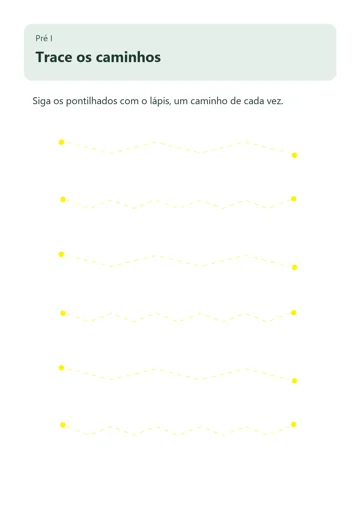 Pré I
Trace os caminhos
Siga os pontilhados com o lápis, um caminho de cada vez.